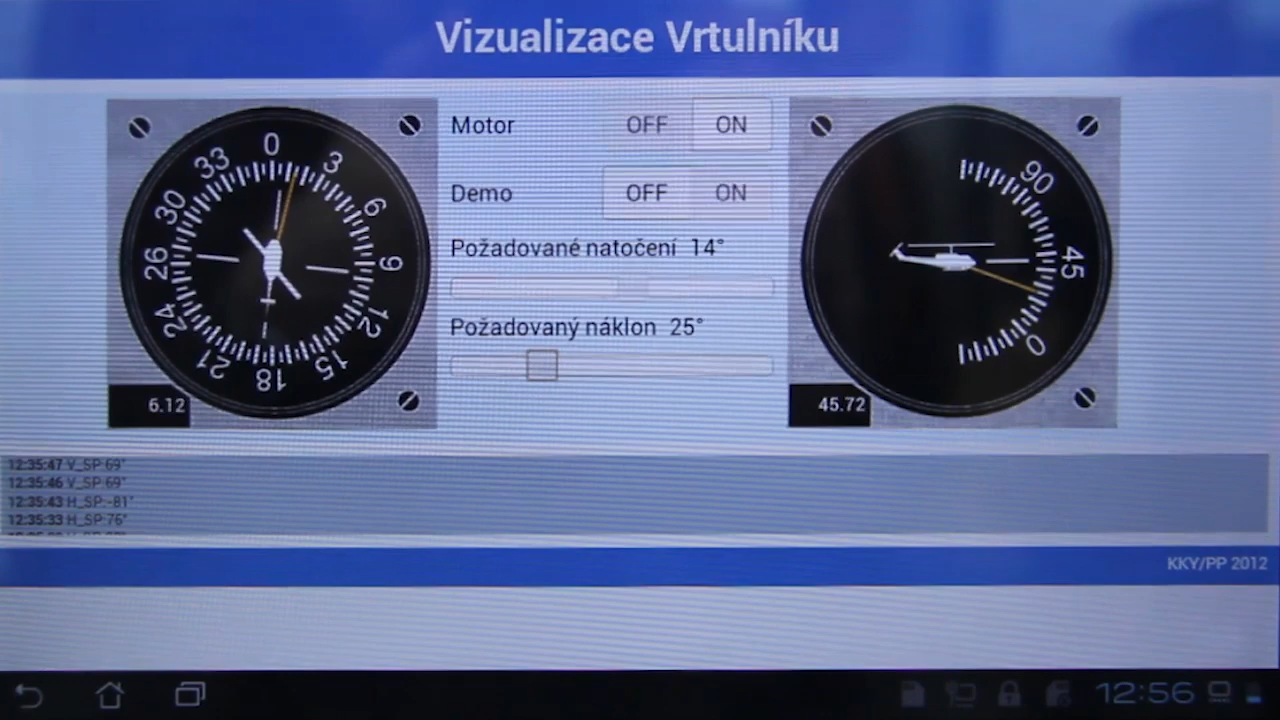 Vizualizace Vrtulníku
0
3
6
9
12
15
18
21
24
26
30
33
6.12
Motor OFF ON
Demo OFF ON
Požadované natočení 14°
Požadovaný náklon 25°
90
45
0
45.72
12:35:47 V_SP:69°
12:35:46 V_SP:69°
12:35:43 H_SP:-81°
12:35:33 H_SP:76°
KKY/PP 2012
12:56